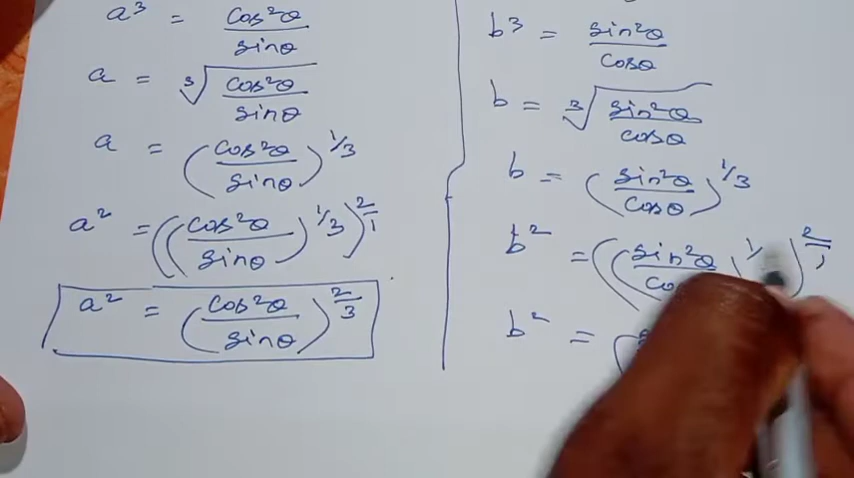 a³ = cos²θ / sinθ
a = ∛(cos²θ / sinθ)
a = (cos²θ / sinθ)^1/3
a² = ((cos²θ / sinθ)^1/3)^2/1
a² = (cos²θ / sinθ)^2/3
b³ = sin²θ / cosθ
b = ∛(sin²θ / cosθ)
b = (sin²θ / cosθ)^1/3
b² = ((sin²θ / co
b² = (